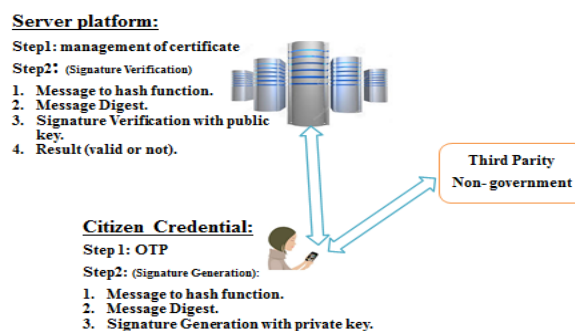 Server platform:
Step1: management of certificate
Step2: (Signature Verification)
1. Message to hash function.
2. Message Digest.
3. Signature Verification with public
key.
4. Result (valid or not).
Third Parity
Non- government
Citizen Credential:
Step 1: OTP
Step2: (Signature Generation):
1. Message to hash function.
2. Message Digest.
3. Signature Generation with private key.